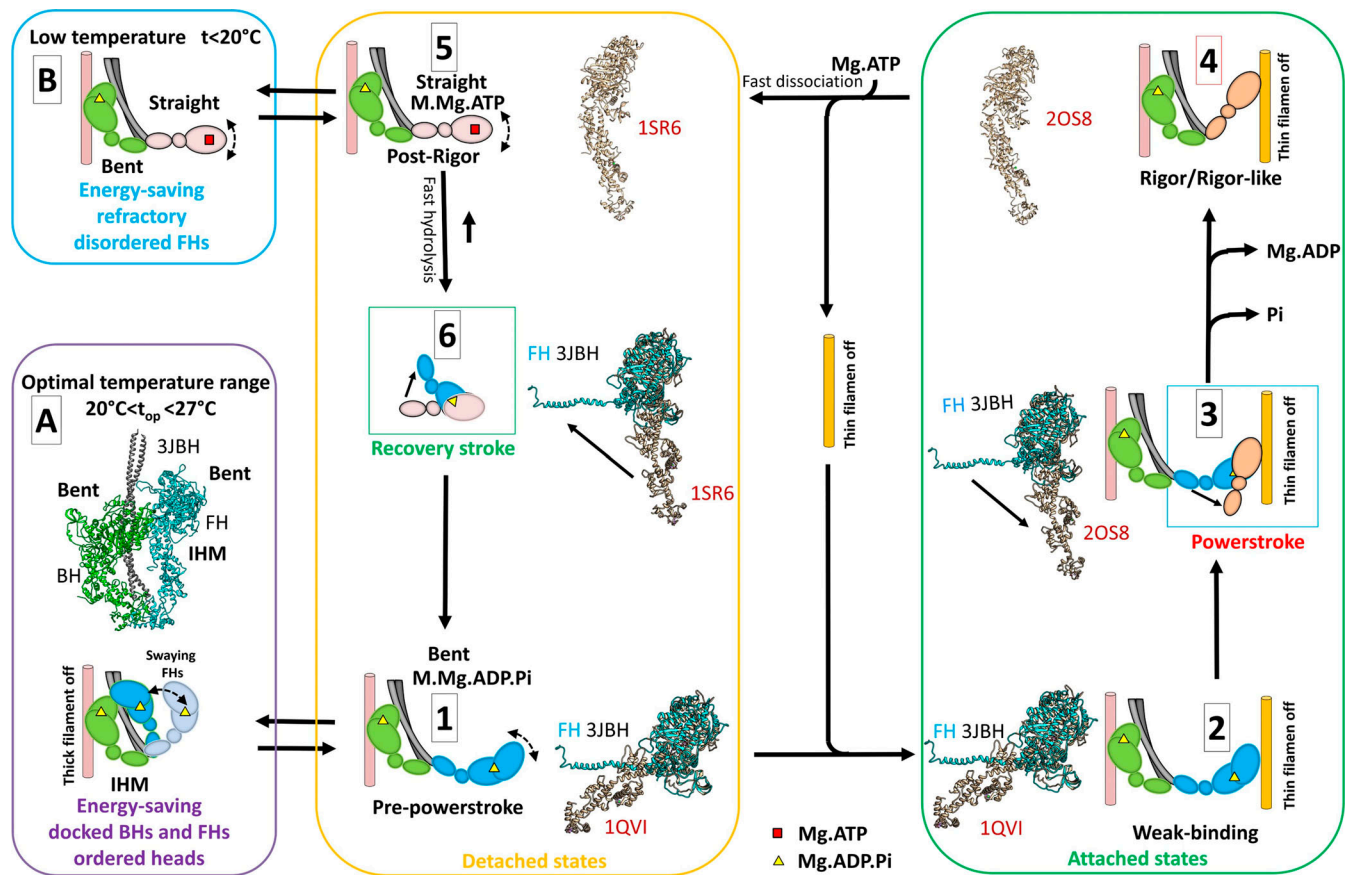 Low temperature t<20°C
B
Straight
Bent
Energy-saving
refractory
disordered FHs
Optimal temperature range
20°C<top<27°C
A
3JBH
Bent
Bent
FH
IHM
BH
Swaying
FHs
Thick filament off
IHM
Energy-saving
docked BHs and FHs
ordered heads
5
Straight
M.Mg.ATP
Post-Rigor
1SR6
Fast hydrolysis
6
Recovery stroke
FH 3JBH
1SR6
Bent
M.Mg.ADP.Pi
1
Pre-powerstroke
FH 3JBH
1QVI
Detached states
Mg.ATP
Fast dissociation
Thin filamen off
Mg.ATP
Mg.ADP.Pi
2OS8
4
Thin filamen off
Rigor/Rigor-like
Mg.ADP
Pi
FH 3JBH
2OS8
3
Thin filamen off
Powerstroke
FH 3JBH
1QVI
2
Thin filamen off
Weak-binding
Attached states